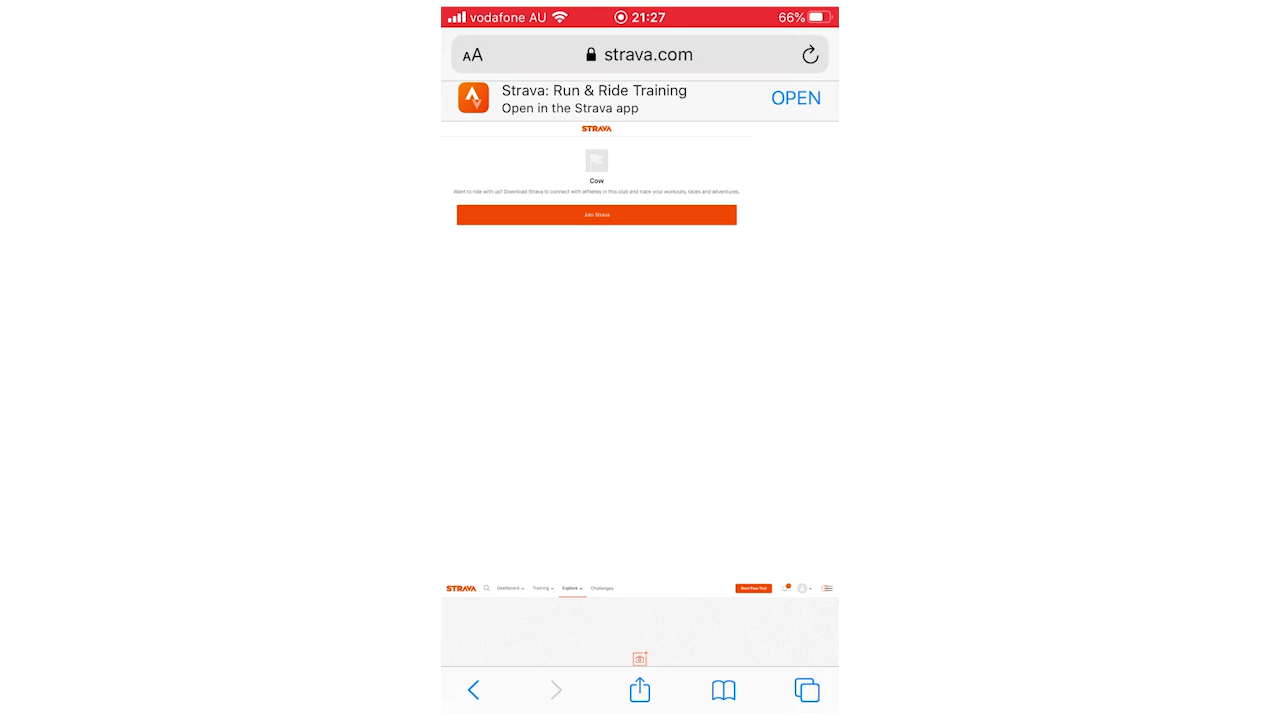 vodafone AU 21:27 66%
AA strava.com
Strava: Run & Ride Training
Open in the Strava app
OPEN
STRAVA
Cow
Want to ride with us? Download Strava to connect with athletes in this club and track your workouts, races and adventures.
Join Strava
STRAVA Dashboard Training Explore Challenges Start Free Trial